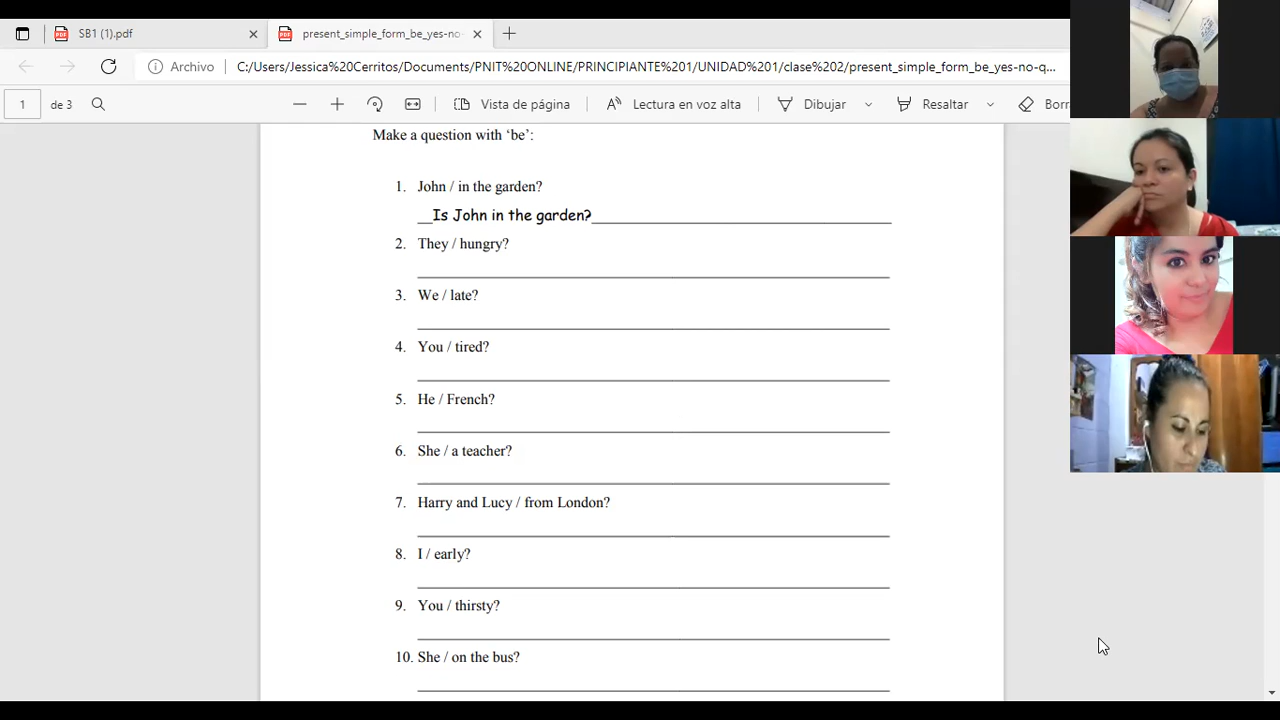 SB1 (1).pdf
present_simple_form_be_yes-no-
Archivo C:/Users/Jessica%20Cerritos/Documents/PNIT%20ONLINE/PRINCIPIANTE%201/UNIDAD%201/clase%202/present_simple_form_be_yes-no-q...
1 de 3 Vista de página Lectura en voz alta Dibujar Resaltar Borr
Make a question with ‘be’:
1. John / in the garden?
__Is John in the garden?
2. They / hungry?
3. We / late?
4. You / tired?
5. He / French?
6. She / a teacher?
7. Harry and Lucy / from London?
8. I / early?
9. You / thirsty?
10. She / on the bus?